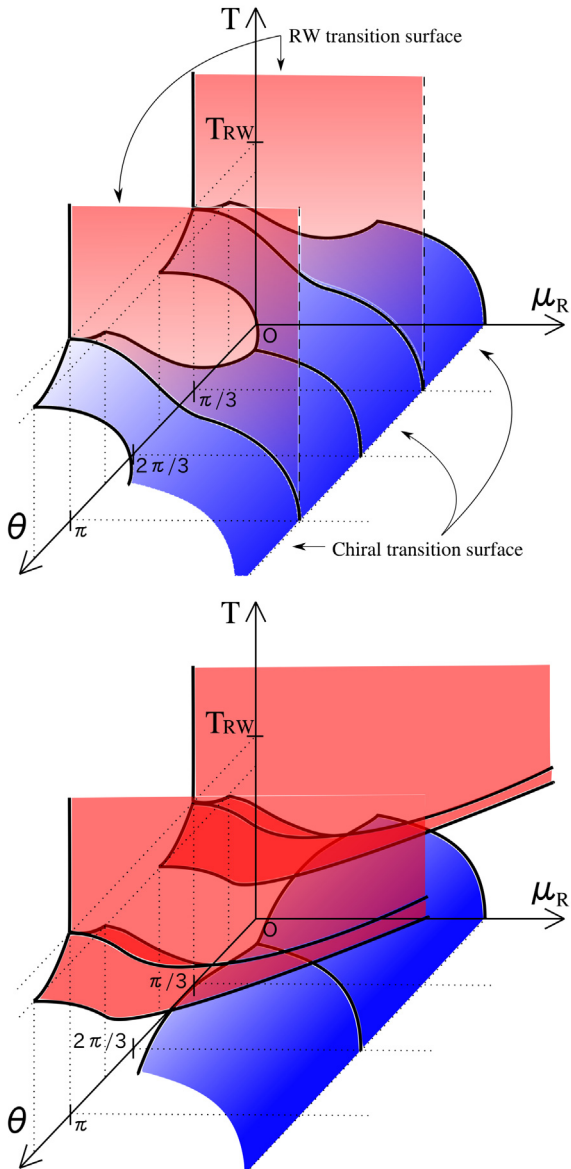 T
RW transition surface
TRW
μR
O
π/3
2π/3
θ
π
Chiral transition surface
T
TRW
μR
O
π/3
2π/3
θ
π